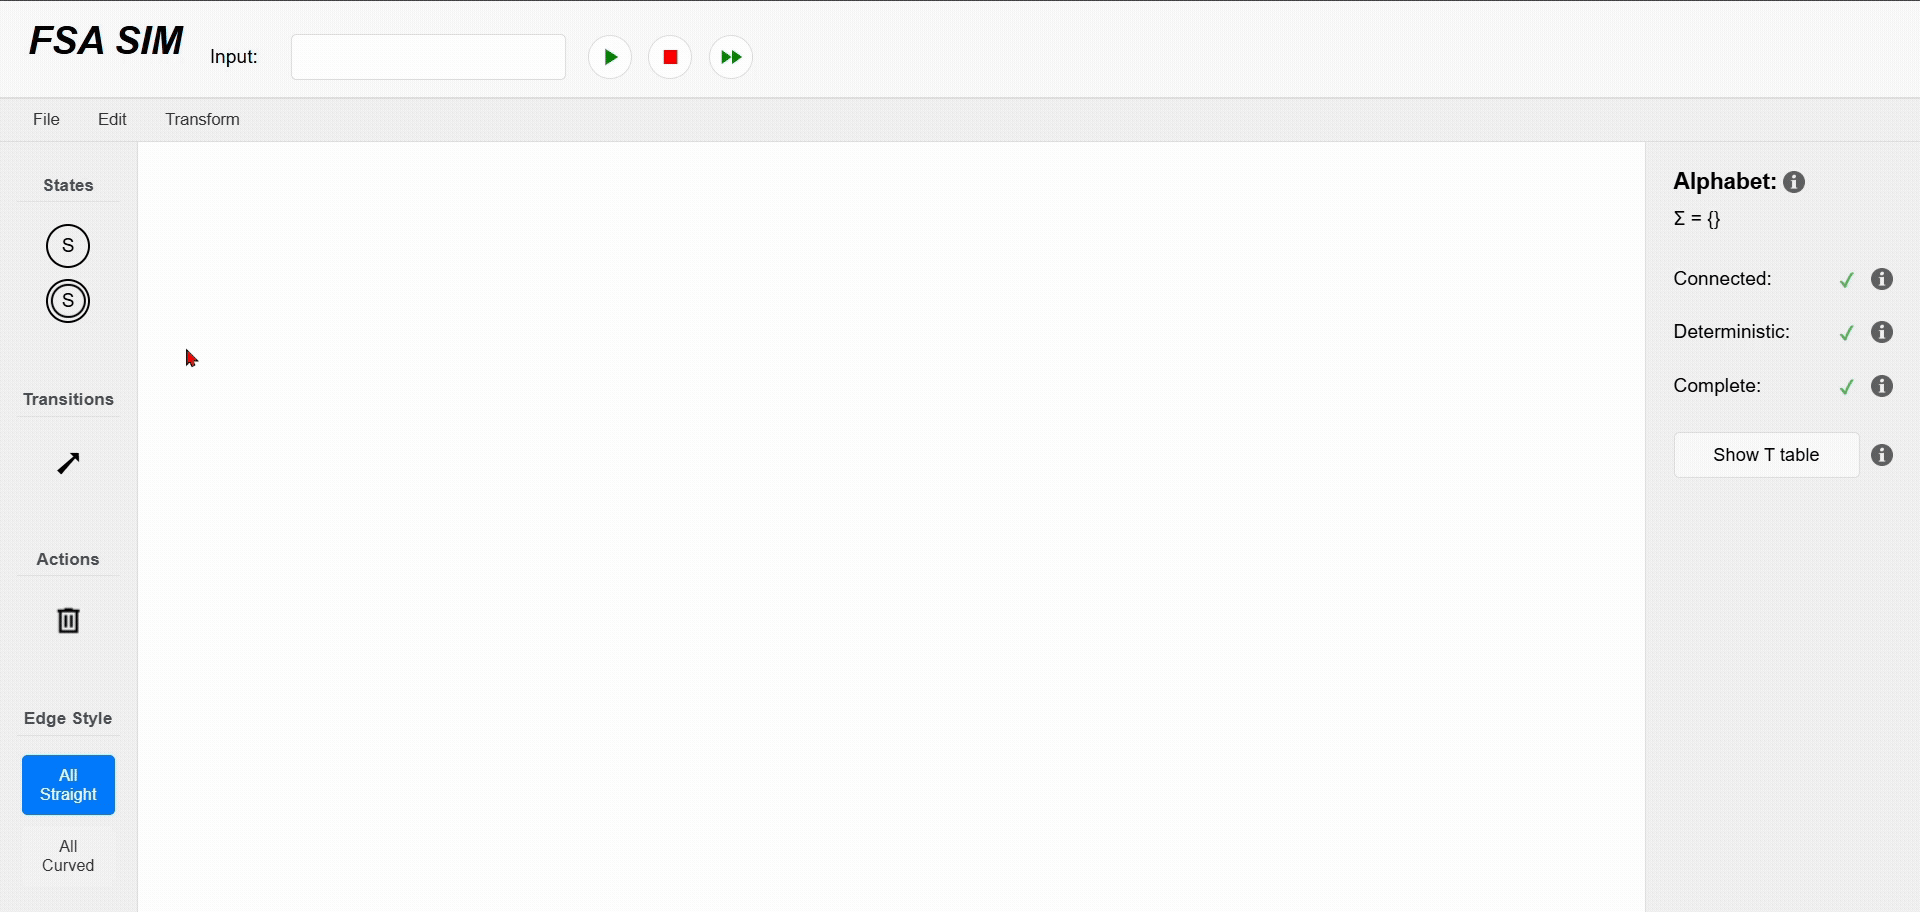 FSA SIM
Input:
File Edit Transform
States
S
S
Transitions
Actions
Edge Style
All
Straight
All
Curved
Alphabet:
Σ = {}
Connected:
Deterministic:
Complete:
Show T table